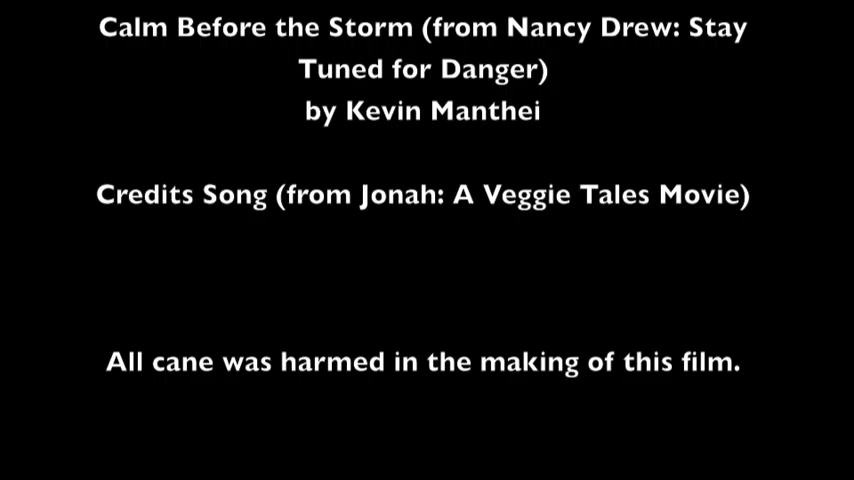 Calm Before the Storm (from Nancy Drew: Stay
Tuned for Danger)
by Kevin Manthei
Credits Song (from Jonah: A Veggie Tales Movie)
All cane was harmed in the making of this film.